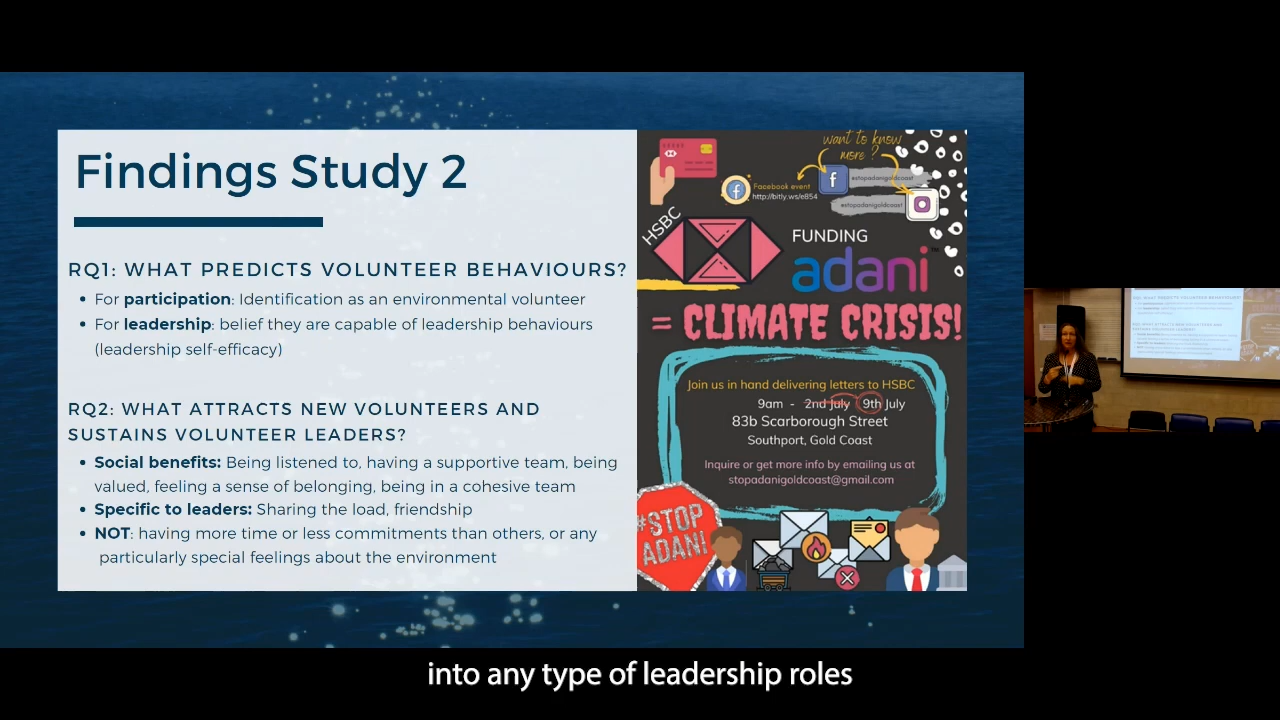 Findings Study 2
RQ1: WHAT PREDICTS VOLUNTEER BEHAVIOURS?
• For participation: Identification as an environmental volunteer
• For leadership: belief they are capable of leadership behaviours
(leadership self-efficacy)
RQ2: WHAT ATTRACTS NEW VOLUNTEERS AND
SUSTAINS VOLUNTEER LEADERS?
• Social benefits: Being listened to, having a supportive team, being
valued, feeling a sense of belonging, being in a cohesive team
• Specific to leaders: Sharing the load, friendship
• NOT: having more time or less commitments than others, or any
particularly special feelings about the environment
want to know
more ?
Facebook event
http://bitly.ws/e854
#stopadanigoldcoast
#stopadanigoldcoast
HSBC
FUNDING
adani
= CLIMATE CRISIS!
Join us in hand delivering letters to HSBC
9am - 2nd July 9th July
83b Scarborough Street
Southport, Gold Coast
Inquire or get more info by emailing us at
stopadanigoldcoast@gmail.com
#STOP
ADANI
into any type of leadership roles